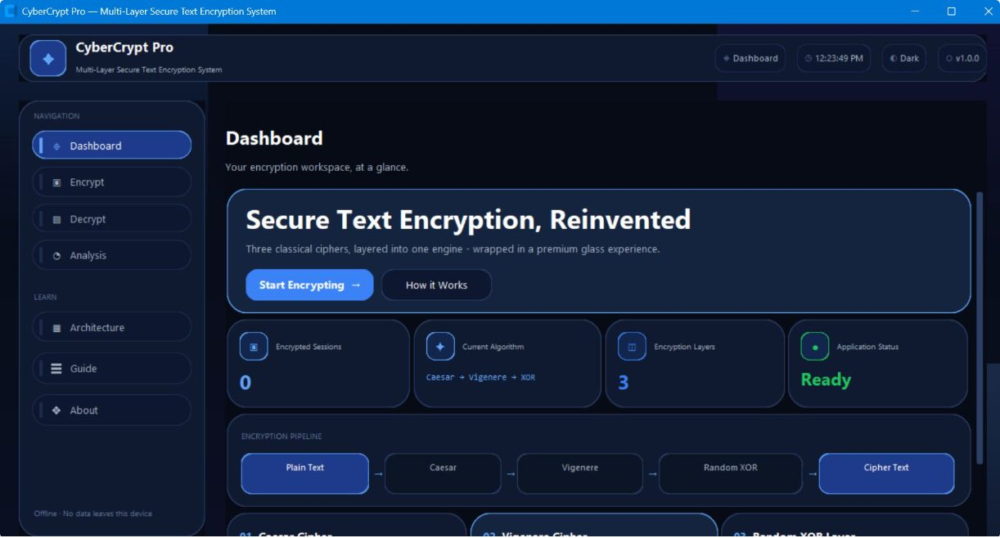 CyberCrypt Pro — Multi-Layer Secure Text Encryption System
CyberCrypt Pro
Multi-Layer Secure Text Encryption System
Dashboard
12:23:49 PM
Dark
v1.0.0
NAVIGATION
Dashboard
Encrypt
Decrypt
Analysis
LEARN
Architecture
Guide
About
Offline · No data leaves this device
Dashboard
Your encryption workspace, at a glance.
Secure Text Encryption, Reinvented
Three classical ciphers, layered into one engine - wrapped in a premium glass experience.
Start Encrypting →
How it Works
Encrypted Sessions
0
Current Algorithm
Caesar → Vigenere → XOR
Encryption Layers
3
Application Status
Ready
ENCRYPTION PIPELINE
Plain Text → Caesar → Vigenere → Random XOR → Cipher Text
01 Caesar Cipher
02 Vigenere Cipher
03 Random XOR Layer